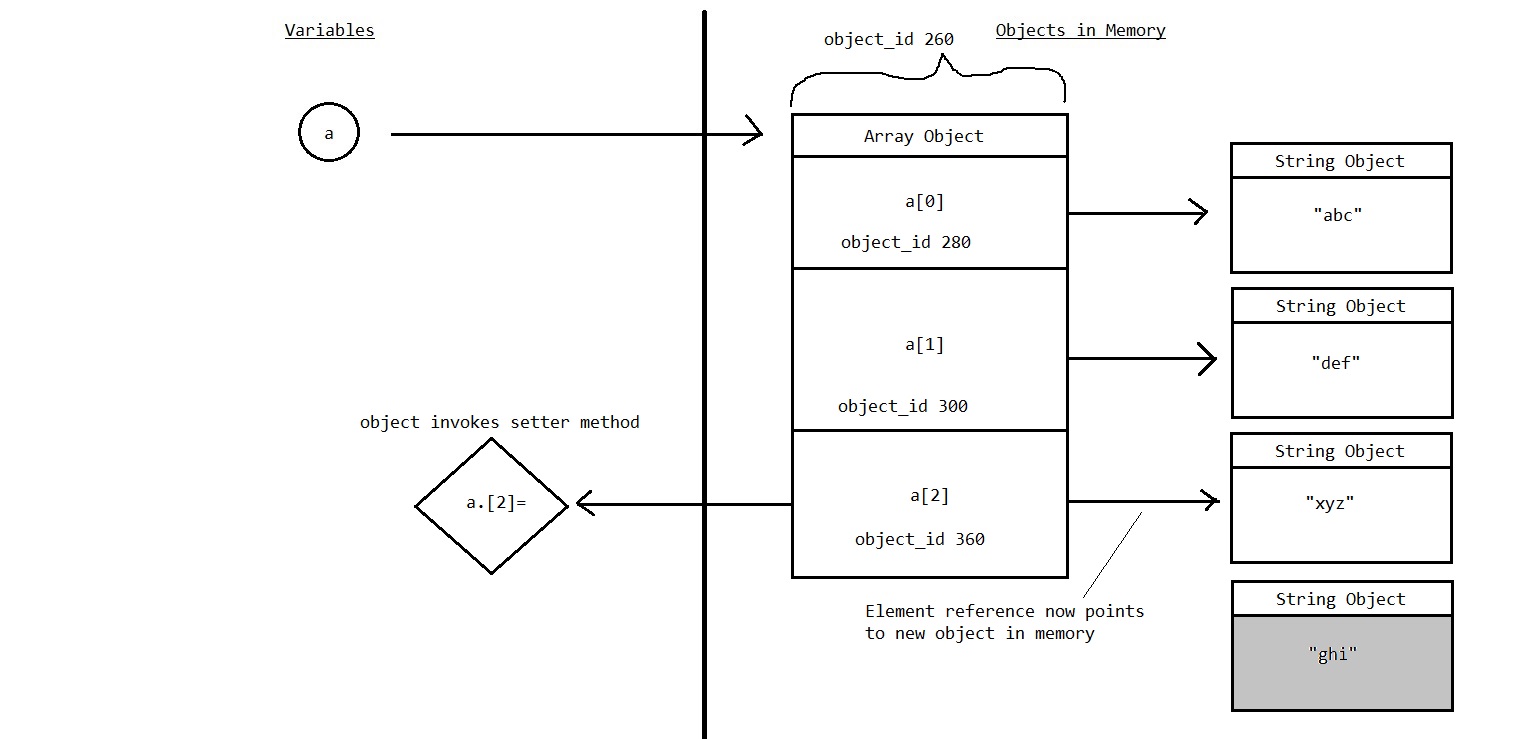 Variables
object_id 260
Objects in Memory
a
Array Object
a[0]
object_id 280
String Object
"abc"
a[1]
object_id 300
String Object
"def"
object invokes setter method
a.[2]=
a[2]
object_id 360
String Object
"xyz"
Element reference now points
to new object in memory
String Object
"ghi"